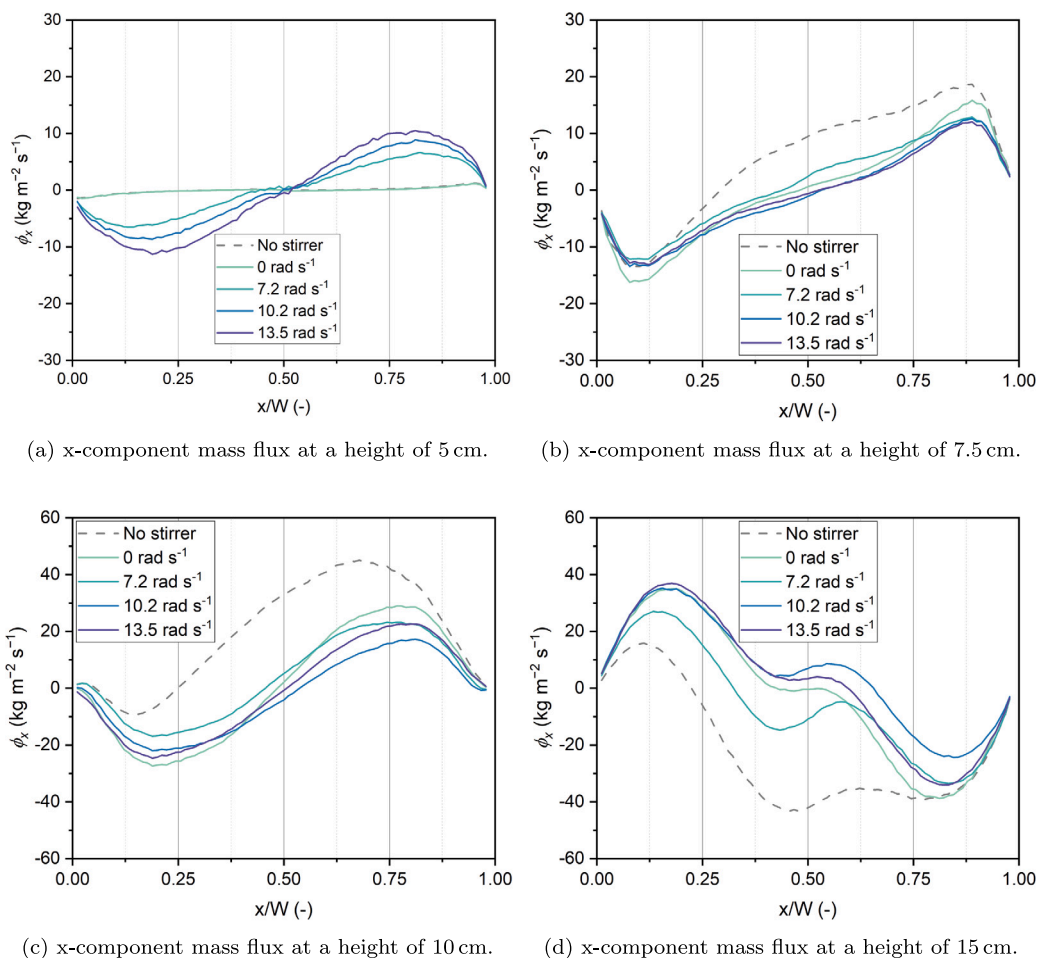 30
20
10
0
-10
-20
-30
ϕx (kg m⁻² s⁻¹)
No stirrer
0 rad s⁻¹
7.2 rad s⁻¹
10.2 rad s⁻¹
13.5 rad s⁻¹
0.00 0.25 0.50 0.75 1.00
x/W (-)
(a) x-component mass flux at a height of 5 cm.
30
20
10
0
-10
-20
-30
ϕx (kg m⁻² s⁻¹)
No stirrer
0 rad s⁻¹
7.2 rad s⁻¹
10.2 rad s⁻¹
13.5 rad s⁻¹
0.00 0.25 0.50 0.75 1.00
x/W (-)
(b) x-component mass flux at a height of 7.5 cm.
60
40
20
0
-20
-40
-60
ϕx (kg m⁻² s⁻¹)
No stirrer
0 rad s⁻¹
7.2 rad s⁻¹
10.2 rad s⁻¹
13.5 rad s⁻¹
0.00 0.25 0.50 0.75 1.00
x/W (-)
(c) x-component mass flux at a height of 10 cm.
60
40
20
0
-20
-40
-60
ϕx (kg m⁻² s⁻¹)
No stirrer
0 rad s⁻¹
7.2 rad s⁻¹
10.2 rad s⁻¹
13.5 rad s⁻¹
0.00 0.25 0.50 0.75 1.00
x/W (-)
(d) x-component mass flux at a height of 15 cm.